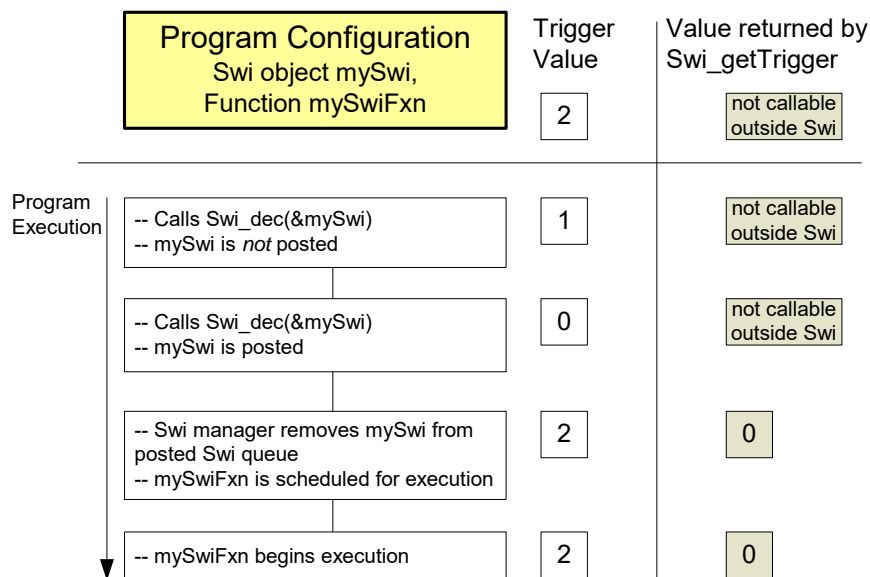 Program Configuration
Swi object mySwi,
Function mySwiFxn
Trigger
Value
Value returned by
Swi_getTrigger
2
not callable
outside Swi
Program
Execution
-- Calls Swi_dec(&mySwi)
-- mySwi is not posted
1
not callable
outside Swi
-- Calls Swi_dec(&mySwi)
-- mySwi is posted
0
not callable
outside Swi
-- Swi manager removes mySwi from
posted Swi queue
-- mySwiFxn is scheduled for execution
2
0
-- mySwiFxn begins execution
2
0